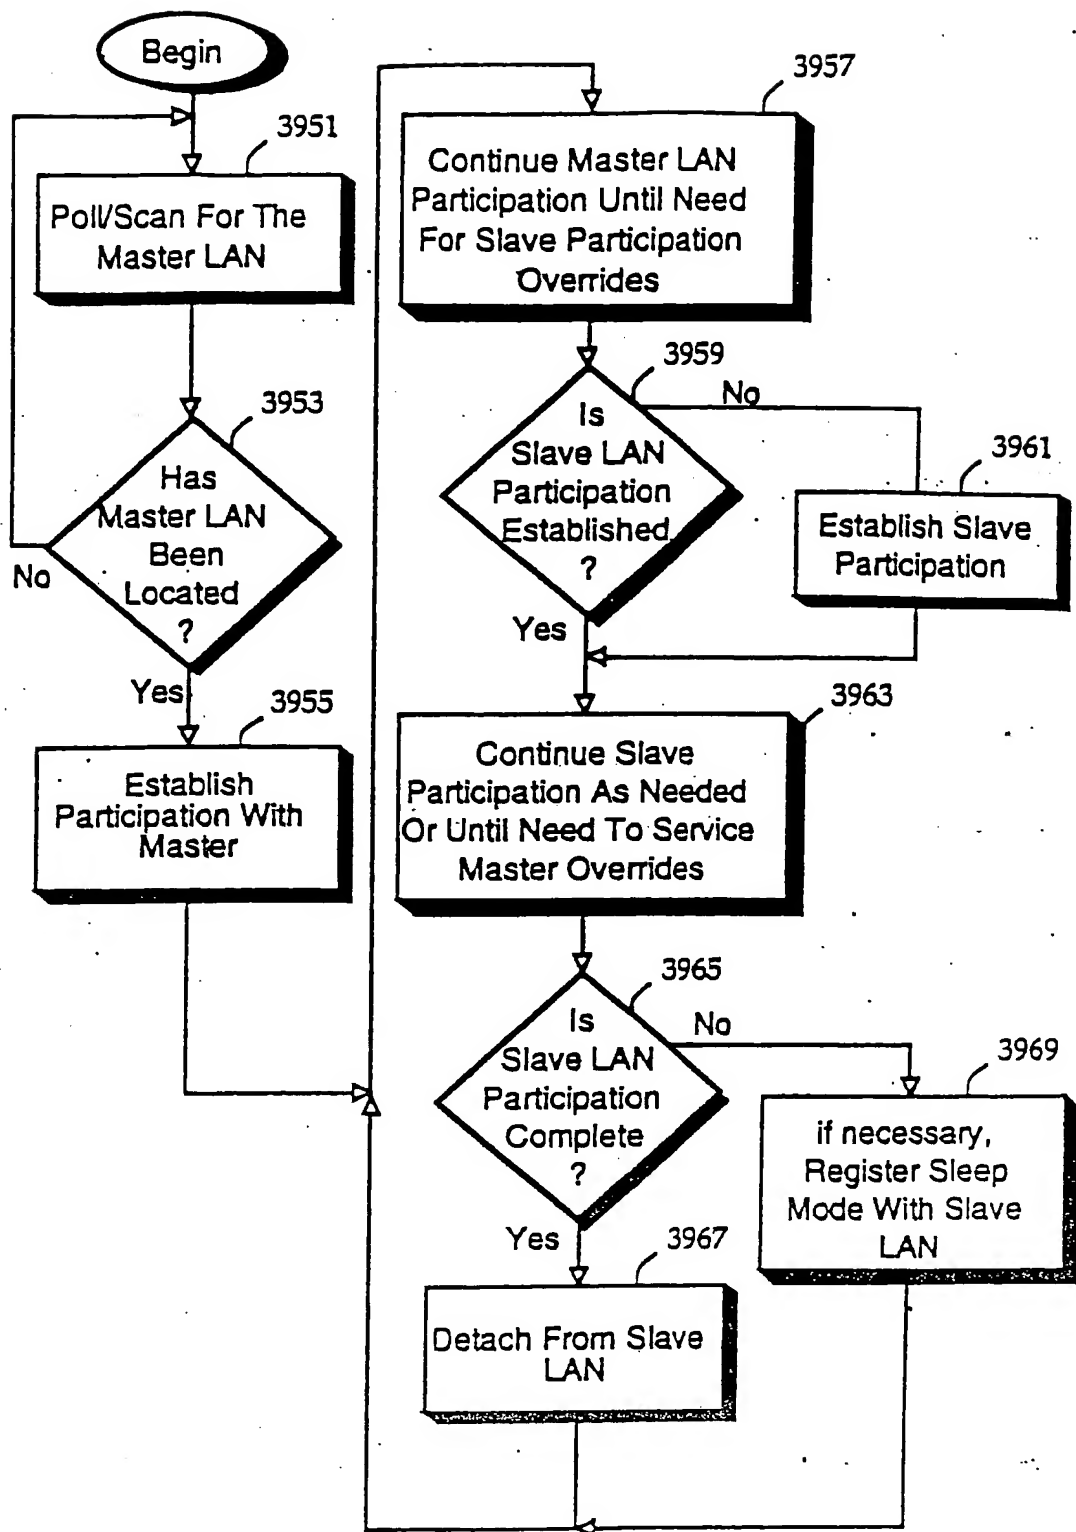 Begin
3951
Poll/Scan For The
Master LAN
3953
Has
Master LAN
Been
Located
?
No
Yes
3955
Establish
Participation With
Master
3957
Continue Master LAN
Participation Until Need
For Slave Participation
Overrides
3959
Is
Slave LAN
Participation
Established
?
No
Yes
3961
Establish Slave
Participation
3963
Continue Slave
Participation As Needed
Or Until Need To Service
Master Overrides
3965
Is
Slave LAN
Participation
Complete
?
No
Yes
3969
if necessary,
Register Sleep
Mode With Slave
LAN
3967
Detach From Slave
LAN